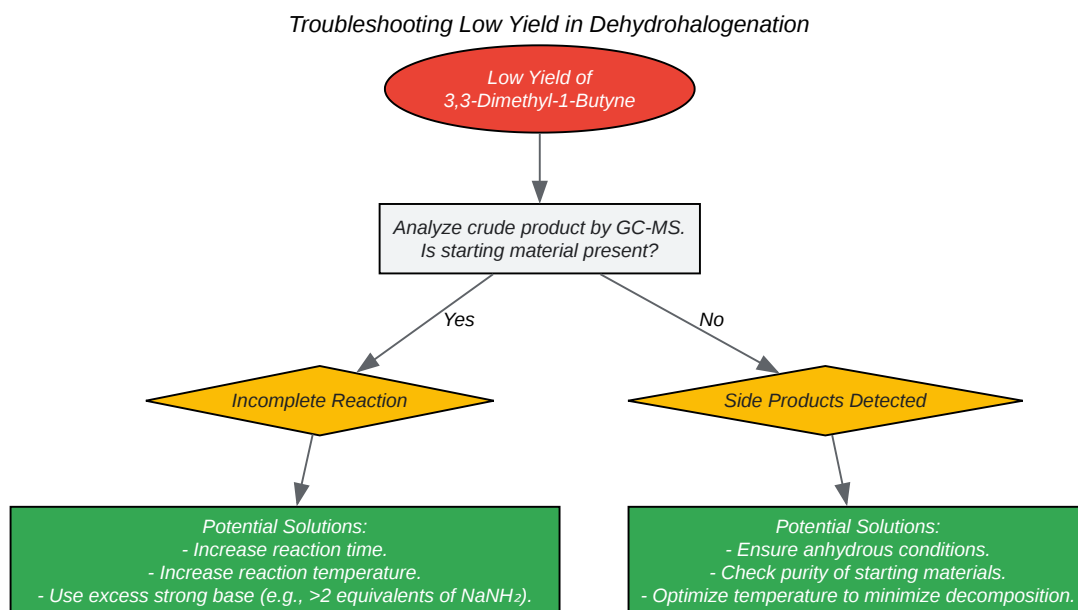 Troubleshooting Low Yield in Dehydrohalogenation
Low Yield of
3,3-Dimethyl-1-Butyne
Analyze crude product by GC-MS.
Is starting material present?
Yes
No
Incomplete Reaction
Side Products Detected
Potential Solutions:
- Increase reaction time.
- Increase reaction temperature.
- Use excess strong base (e.g., >2 equivalents of NaNH₂).
Potential Solutions:
- Ensure anhydrous conditions.
- Check purity of starting materials.
- Optimize temperature to minimize decomposition.